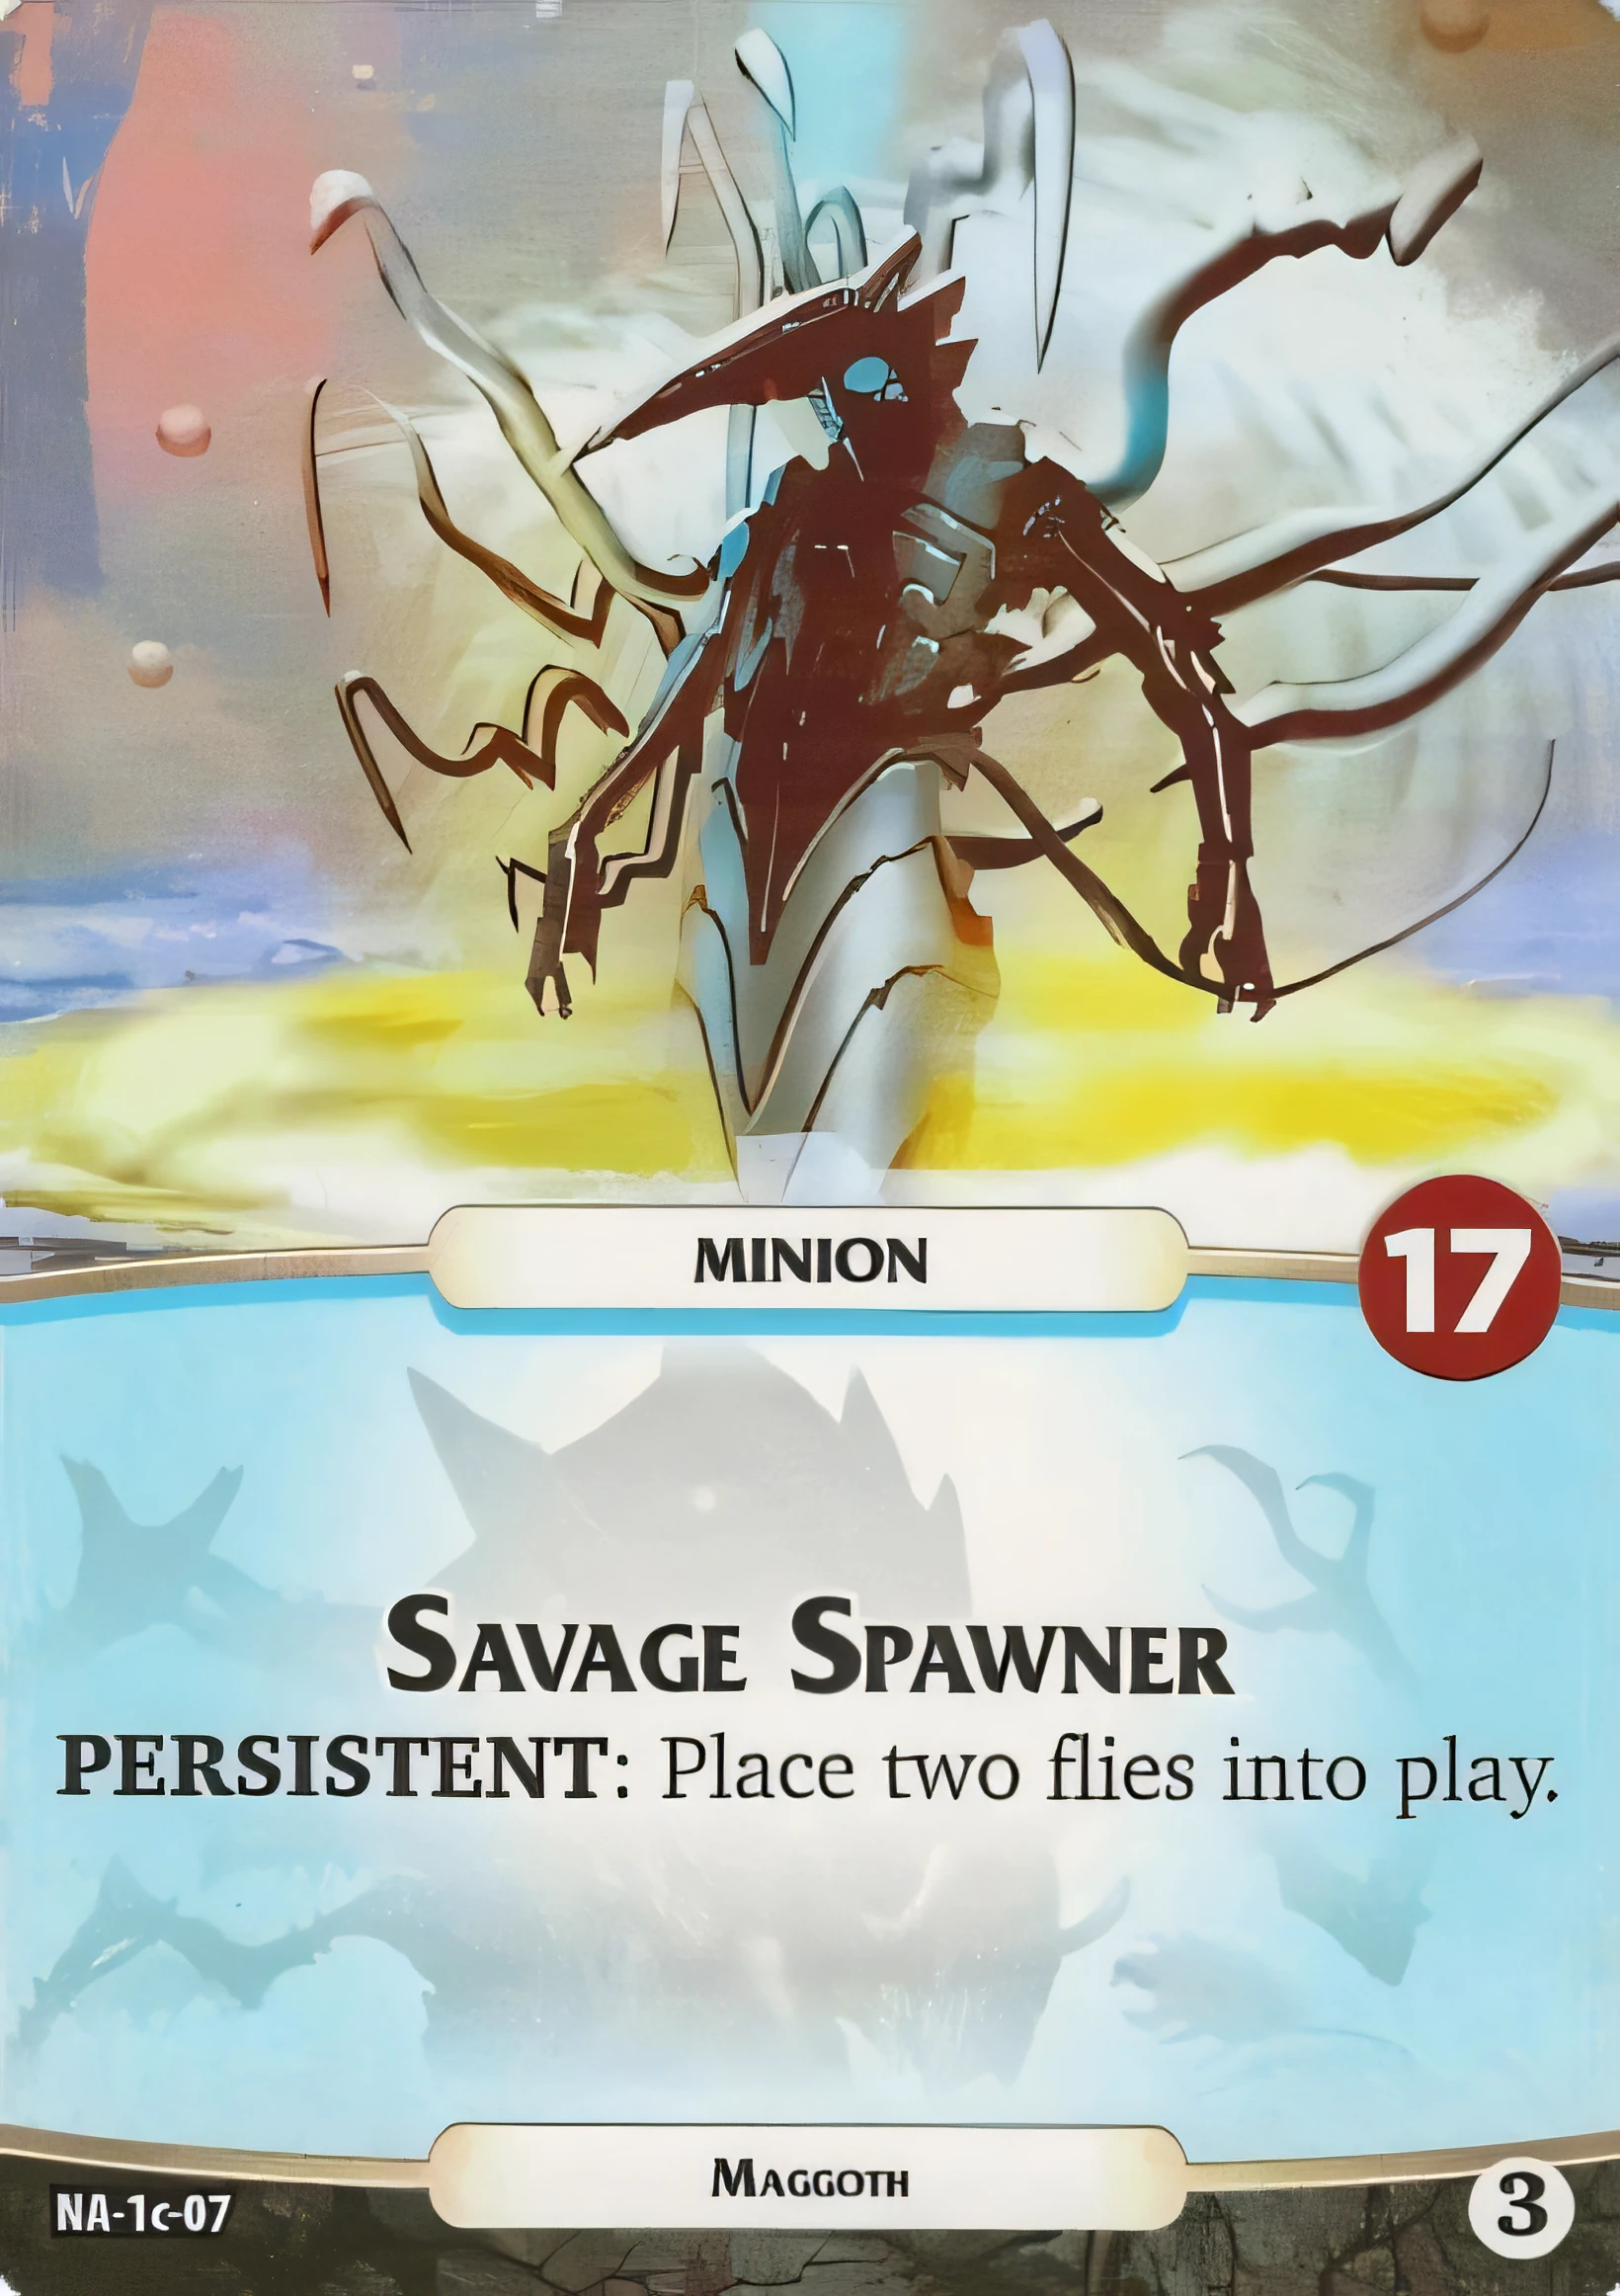 MINION
17
Savage Spawner
PERSISTENT: Place two flies into play.
Maggoth
NA-1c-07
3